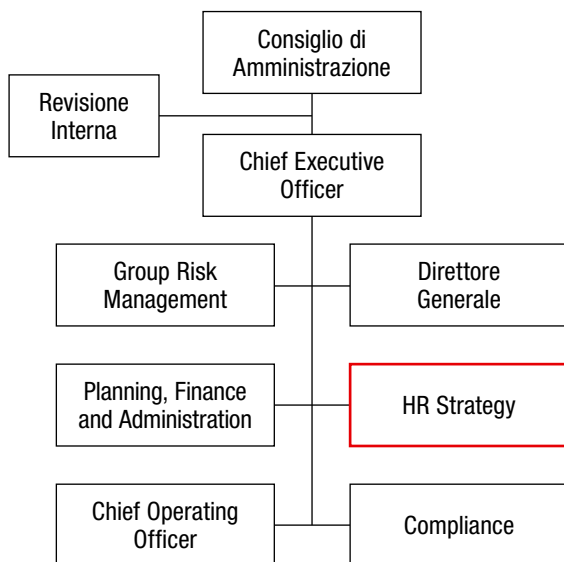 Consiglio di
Amministrazione
Revisione
Interna
Chief Executive
Officer
Group Risk
Management
Direttore
Generale
Planning, Finance
and Administration
HR Strategy
Chief Operating
Officer
Compliance